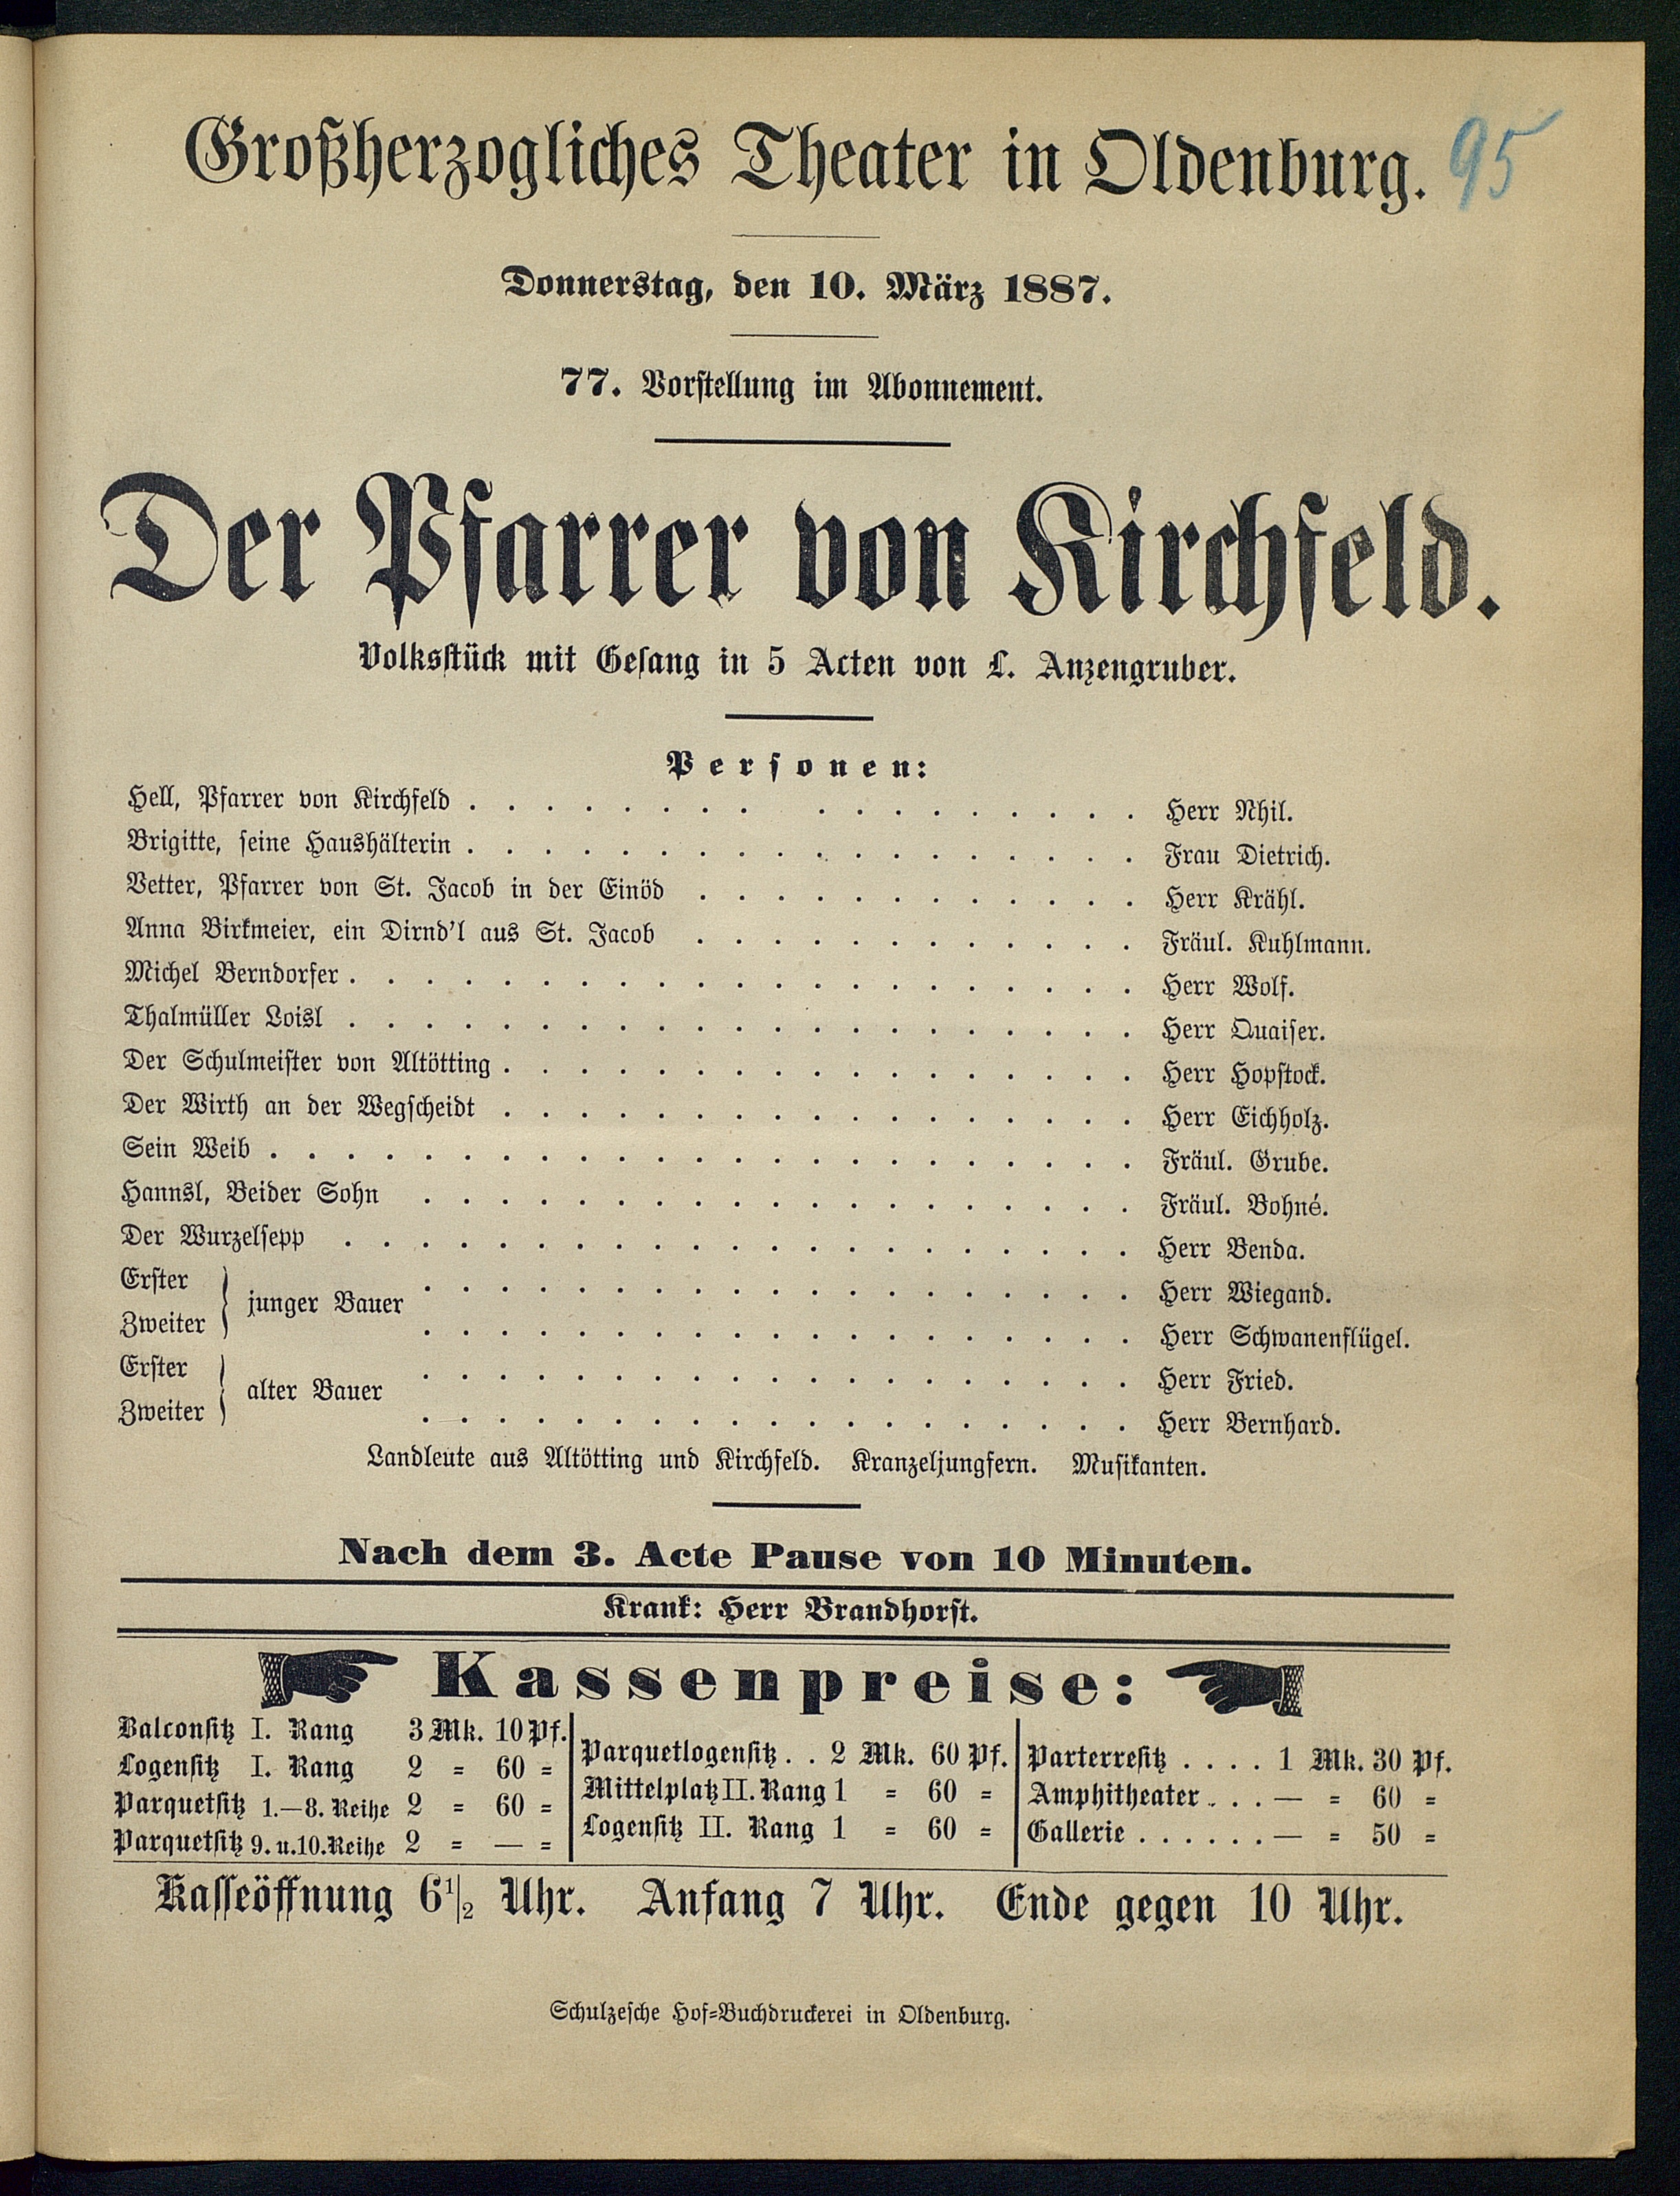 Großherzogliches Theater in Oldenburg.
95
Donnerstag, den 10. März 1887.
77. Vorstellung im Abonnement.
Der Pfarrer von Kirchfeld.
Volksstück mit Gesang in 5 Acten von L. Anzengruber.
Personen:
Hell, Pfarrer von Kirchfeld . . . . . . . . . . . . . . . . . Herr Nhil.
Brigitte, seine Haushälterin . . . . . . . . . . . . . . . . . . Frau Dietrich.
Vetter, Pfarrer von St. Jacob in der Einöd . . . . . . . . . . . . Herr Krähl.
Anna Birkmeier, ein Dirnd'l aus St. Jacob . . . . . . . . . . . . Fräul. Kuhlmann.
Michel Berndorfer . . . . . . . . . . . . . . . . . . . . . Herr Wolf.
Thalmüller Loisl . . . . . . . . . . . . . . . . . . . . . Herr Quaiser.
Der Schulmeister von Altötting . . . . . . . . . . . . . . . . . Herr Hopstock.
Der Wirth an der Wegscheidt . . . . . . . . . . . . . . . . . Herr Eichholz.
Sein Weib . . . . . . . . . . . . . . . . . . . . . . . Fräul. Grube.
Hannsl, Beider Sohn . . . . . . . . . . . . . . . . . . . Fräul. Bohné.
Der Wurzelsepp . . . . . . . . . . . . . . . . . . . . . Herr Benda.
Erster } junger Bauer . . . . . . . . . . . . . . . . . . . Herr Wiegand.
Zweiter } . . . . . . . . . . . . . . . . . . . Herr Schwanenflügel.
Erster } alter Bauer . . . . . . . . . . . . . . . . . . . Herr Fried.
Zweiter } . . . . . . . . . . . . . . . . . . . Herr Bernhard.
Landleute aus Altötting und Kirchfeld. Kranzeljungfern. Musikanten.
Nach dem 3. Acte Pause von 10 Minuten.
Krank: Herr Brandhorst.
Kassenpreise:
Balconsitz I. Rang 3 Mk. 10 Pf.
Logensitz I. Rang 2 = 60 =
Parquetsitz 1.—8. Reihe 2 = 60 =
Parquetsitz 9. u. 10. Reihe 2 = — =
Parquetlogensitz . . 2 Mk. 60 Pf.
Mittelplatz II. Rang 1 = 60 =
Logensitz II. Rang 1 = 60 =
Parterresitz . . . . 1 Mk. 30 Pf.
Amphitheater . . . — = 60 =
Gallerie . . . . . . — = 50 =
Kasseöffnung 6½ Uhr. Anfang 7 Uhr. Ende gegen 10 Uhr.
Schulzesche Hof=Buchdruckerei in Oldenburg.